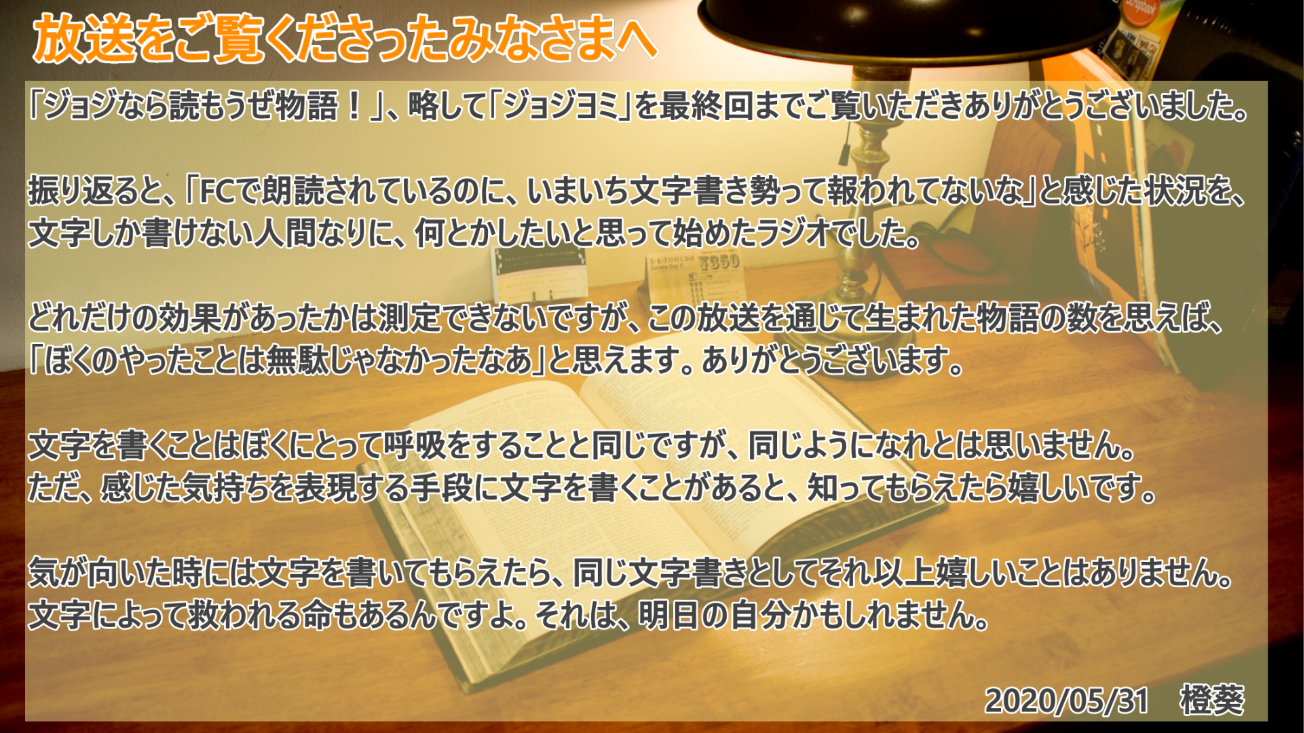 放送をご覧くださったみなさまへ
「ジョジなら読もうぜ物語！」、略して「ジョジヨミ」を最終回までご覧いただきありがとうございました。
振り返ると、「FCで朗読されているのに、いまいち文字書き勢って報われてないな」と感じた状況を、
文字しか書けない人間なりに、何とかしたいと思って始めたラジオでした。
¥350
どれだけの効果があったかは測定できないですが、この放送を通じて生まれた物語の数を思えば、
「ぼくのやったことは無駄じゃなかったなあ」と思えます。ありがとうございます。
文字を書くことはぼくにとって呼吸をすることと同じですが、同じようになれとは思いません。
ただ、感じた気持ちを表現する手段に文字を書くことがあると、知ってもらえたら嬉しいです。
気が向いた時には文字を書いてもらえたら、同じ文字書きとしてそれ以上嬉しいことはありません。
文字によって救われる命もあるんですよ。それは、明日の自分かもしれません。
2020/05/31　橙葵